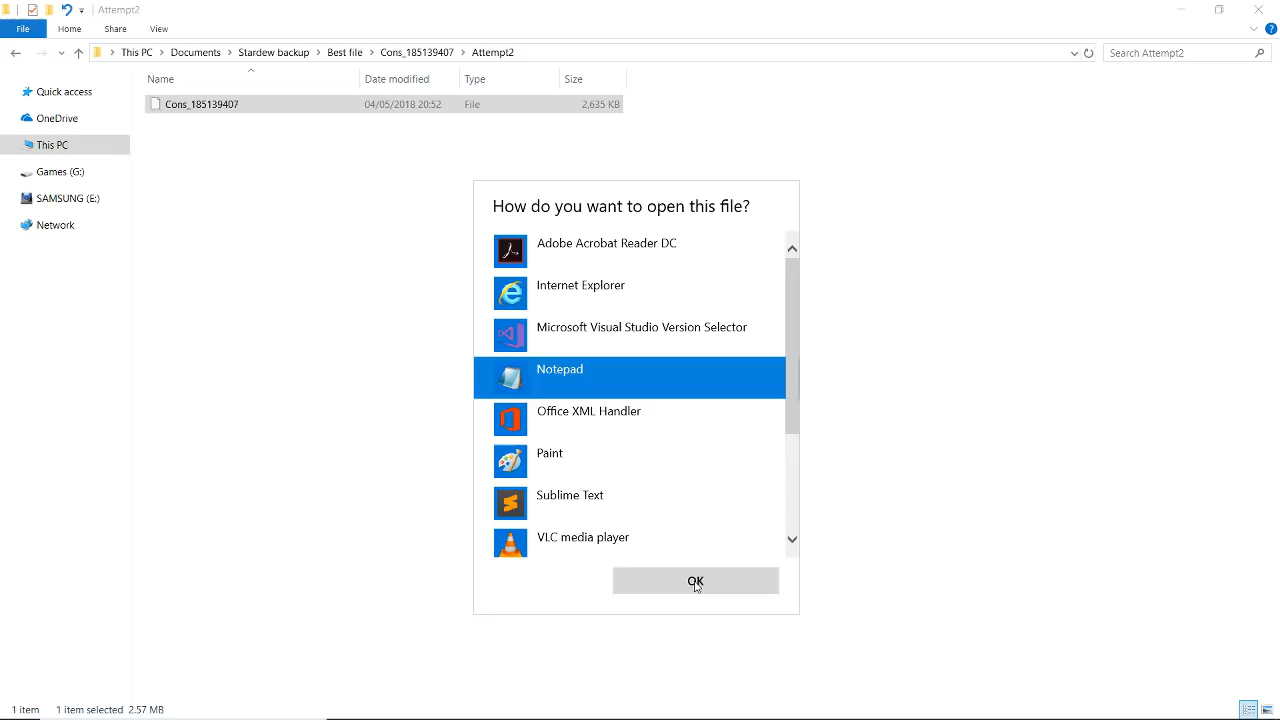 Attempt2
File Home Share View
This PC Documents Stardew backup Best file Cons_185139407 Attempt2 Search Attempt2
Name Date modified Type Size
Quick access
Cons_185139407 04/05/2018 20:52 File 2,635 KB
OneDrive
This PC
Games (G:)
SAMSUNG (E:)
Network
How do you want to open this file?
Adobe Acrobat Reader DC
Internet Explorer
Microsoft Visual Studio Version Selector
Notepad
Office XML Handler
Paint
Sublime Text
VLC media player
OK
1 item 1 item selected 2.57 MB